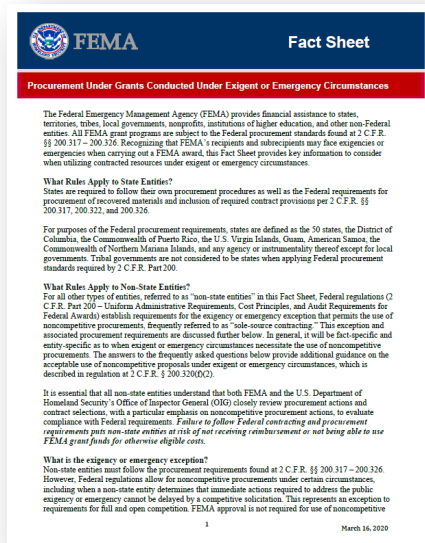 FEMA
Fact Sheet
Procurement Under Grants Conducted Under Exigent or Emergency Circumstances
The Federal Emergency Management Agency (FEMA) provides financial assistance to states,
territories, tribes, local governments, nonprofits, institutions of higher education, and other non-Federal
entities. All FEMA grant programs are subject to the Federal procurement standards found at 2 C.F.R.
§§ 200.317 – 200.326. Recognizing that FEMA's recipients and subrecipients may face exigencies or
emergencies when carrying out a FEMA award, this Fact Sheet provides key information to consider
when utilizing contracted resources under exigent or emergency circumstances.
What Rules Apply to State Entities?
States are required to follow their own procurement procedures as well as the Federal requirements for
procurement of recovered materials and inclusion of required contract provisions per 2 C.F.R. §§
200.317, 200.322, and 200.326.
For purposes of the Federal procurement requirements, states are defined as the 50 states, the District of
Columbia, the Commonwealth of Puerto Rico, the U.S. Virgin Islands, Guam, American Samoa, the
Commonwealth of Northern Mariana Islands, and any agency or instrumentality thereof except for local
governments. Tribal governments are not considered to be states when applying Federal procurement
standards required by 2 C.F.R. Part 200.
What Rules Apply to Non-State Entities?
For all other types of entities, referred to as "non-state entities" in this Fact Sheet, Federal regulations (2
C.F.R. Part 200 – Uniform Administrative Requirements, Cost Principles, and Audit Requirements for
Federal Awards) establish requirements for the exigency or emergency exception that permits the use of
noncompetitive procurements, frequently referred to as "sole-source contracting." This exception and
associated procurement requirements are discussed further below. In general, it will be fact-specific and
entity-specific as to when exigent or emergency circumstances necessitate the use of noncompetitive
procurements. The answers to the frequently asked questions below provide additional guidance on the
acceptable use of noncompetitive proposals under exigent or emergency circumstances, which is
described in regulation at 2 C.F.R. § 200.320(f)(2).
It is essential that all non-state entities understand that both FEMA and the U.S. Department of
Homeland Security's Office of Inspector General (OIG) closely review procurement actions and
contract selections, with a particular emphasis on noncompetitive procurement actions, to evaluate
compliance with Federal requirements. Failure to follow Federal contracting and procurement
requirements puts non-state entities at risk of not receiving reimbursement or not being able to use
FEMA grant funds for otherwise eligible costs.
What is the exigency or emergency exception?
Non-state entities must follow the procurement requirements found at 2 C.F.R. §§ 200.317 – 200.326.
However, Federal regulations allow for noncompetitive procurements under certain circumstances,
including when a non-state entity determines that immediate actions required to address the public
exigency or emergency cannot be delayed by a competitive solicitation. This represents an exception to
requirements for full and open competition. FEMA approval is not required for use of noncompetitive
1
March 16, 2020